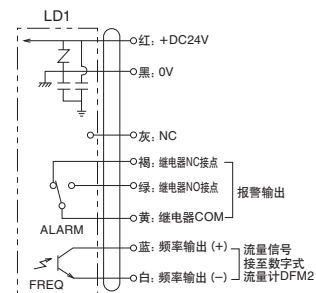 LD1
红: +DC24V
黑: 0V
灰: NC
褐: 继电器NC接点
绿: 继电器NO接点
报警输出
黄: 继电器COM
ALARM
蓝: 频率输出 (+)
流量信号
接至数字式
流量计DFM2
白: 频率输出 (−)
FREQ